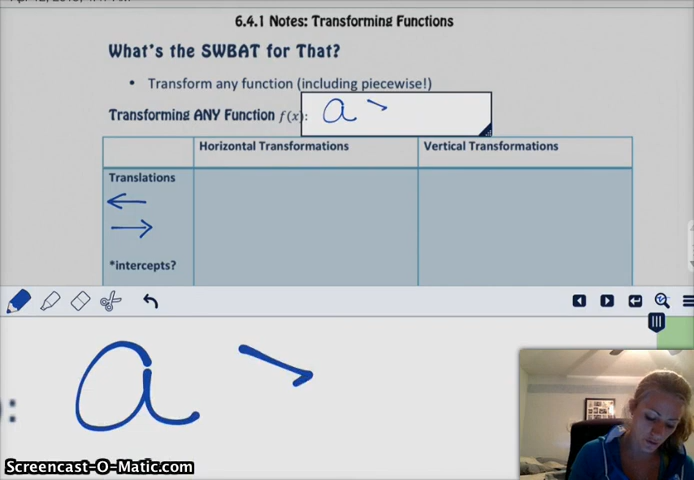 6.4.1 Notes: Transforming Functions
What's the SWBAT for That?
• Transform any function (including piecewise!)
Transforming ANY Function f(x): a >
Horizontal Transformations Vertical Transformations
Translations
←
→
*intercepts?
: a >
Screencast-O-Matic.com